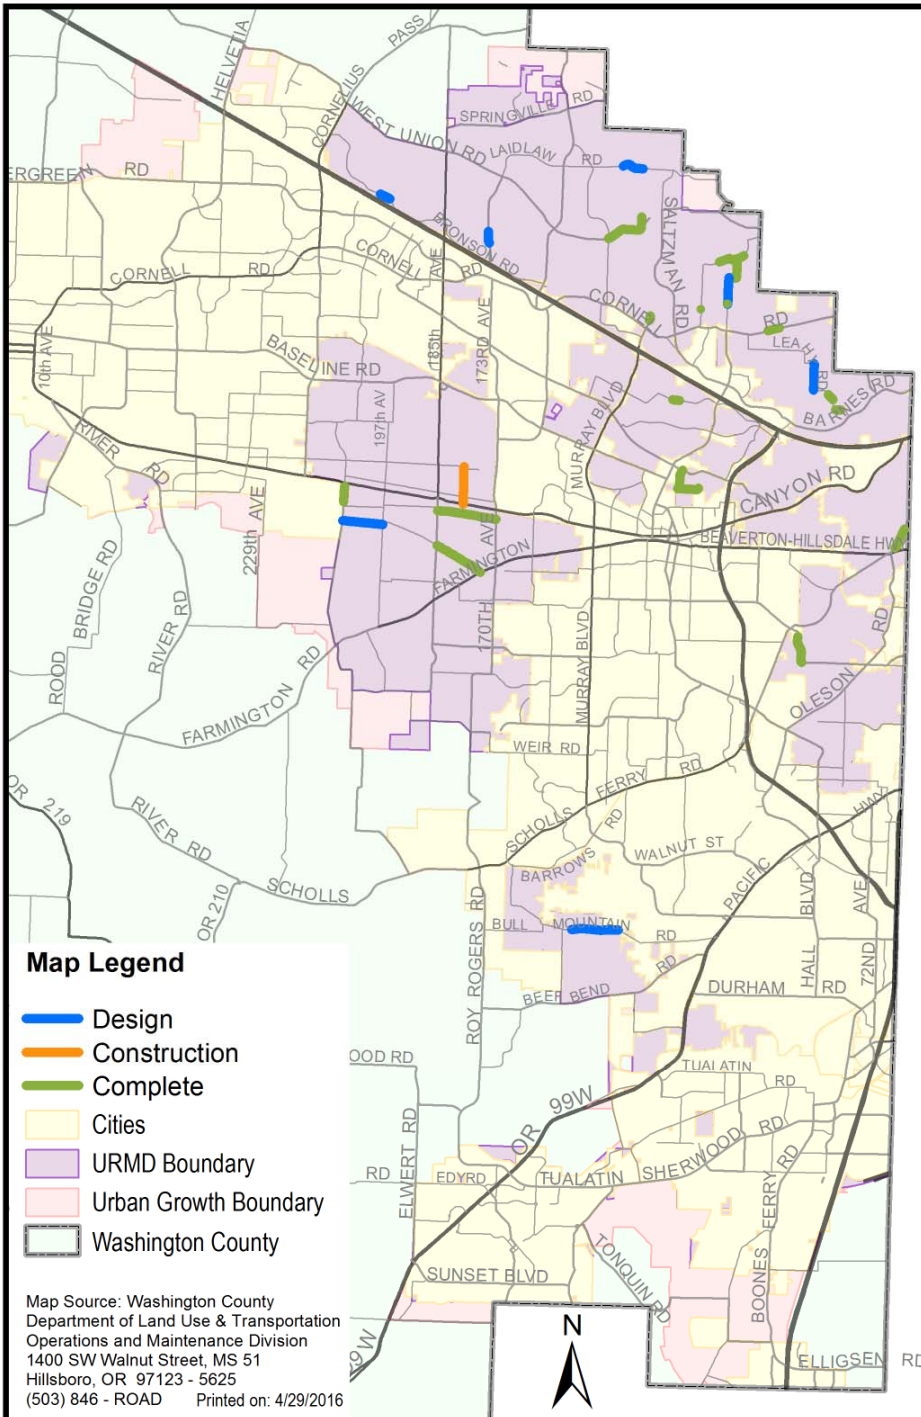 HELVETIA
CORNELIUS PASS
WEST UNION RD
SPRINGVILLE RD
LAIDLAW RD
ERGREEN RD
BRONSON RD
SALTZMAN RD
CORNELL RD
CORNELL RD
CORNELL RD
LEAHY RD
10th AVE
BASELINE RD
185th AVE
173RD AVE
197th AV
MURRAY BLVD
BARNES RD
RIVER RD
229th AVE
CANYON RD
BEAVERTON-HILLSDALE HWY
FARMINGTON
170TH AVE
ROOD BRIDGE RD
RIVER RD
MURRAY BLVD
OLESON RD
FARMINGTON RD
WEIR RD
OR 219
RIVER RD
SCHOLLS FERRY RD
BARROWS RD
WALNUT ST
PACIFIC HWY
SCHOLLS
OR 210
ROY ROGERS RD
BULL MOUNTAIN RD
HALL BLVD
72ND AVE
BEEF BEND RD
DURHAM RD
Map Legend
Design
Construction
Complete
Cities
URMD Boundary
Urban Growth Boundary
Washington County
OOD RD
TUALATIN RD
OR 99W
ELWERT RD
RD
EDYRD
TUALATIN SHERWOOD RD
BOONES FERRY RD
SUNSET BLVD
TONQUIN RD
99W
ELLIGSEN RD
N
Map Source: Washington County
Department of Land Use & Transportation
Operations and Maintenance Division
1400 SW Walnut Street, MS 51
Hillsboro, OR 97123 - 5625
(503) 846 - ROAD Printed on: 4/29/2016